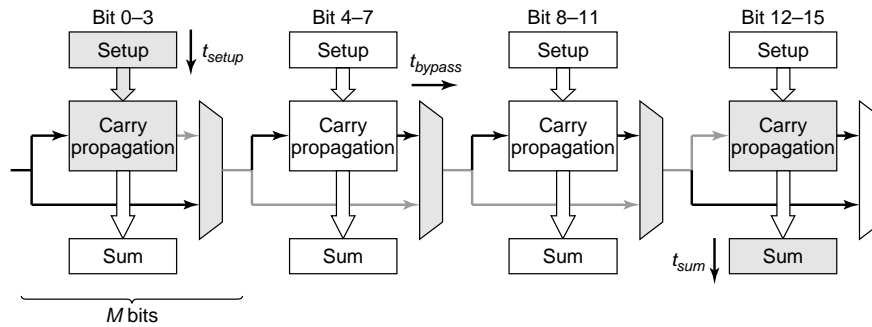 Bit 0–3
Bit 4–7
Bit 8–11
Bit 12–15
Setup
t_setup
Setup
t_bypass
Setup
Setup
Carry
propagation
Carry
propagation
Carry
propagation
Carry
propagation
Sum
Sum
Sum
t_sum
Sum
M bits